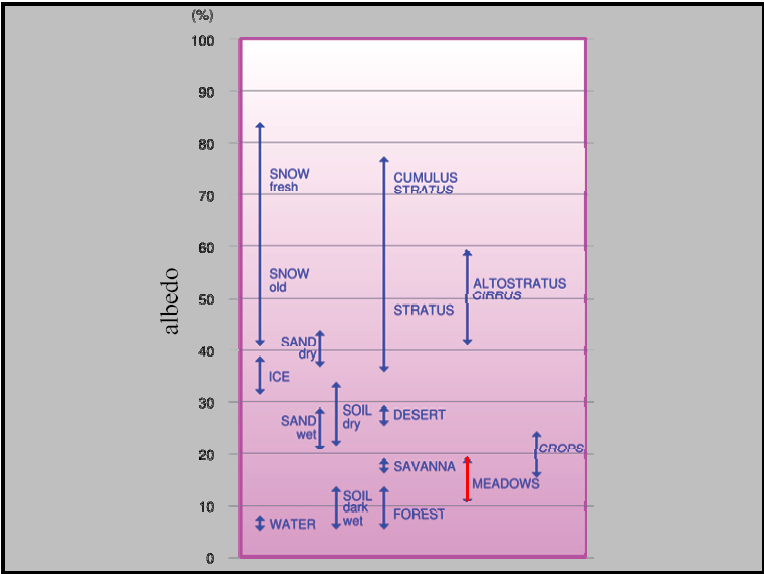 (%)
100
90
80
70
60
50
40
30
20
10
0
albedo
SNOW
fresh
CUMULUS
STRATUS
SNOW
old
ALTOSTRATUS
CIRRUS
STRATUS
SAND
dry
ICE
SOIL
dry
DESERT
SAND
wet
CROPS
SAVANNA
MEADOWS
SOIL
dark
wet
FOREST
WATER